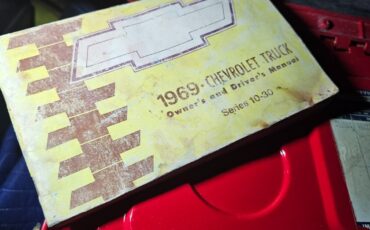 1969 • CHEVROLET TRUCK
Owner's and Driver's Manual
Series 10-30